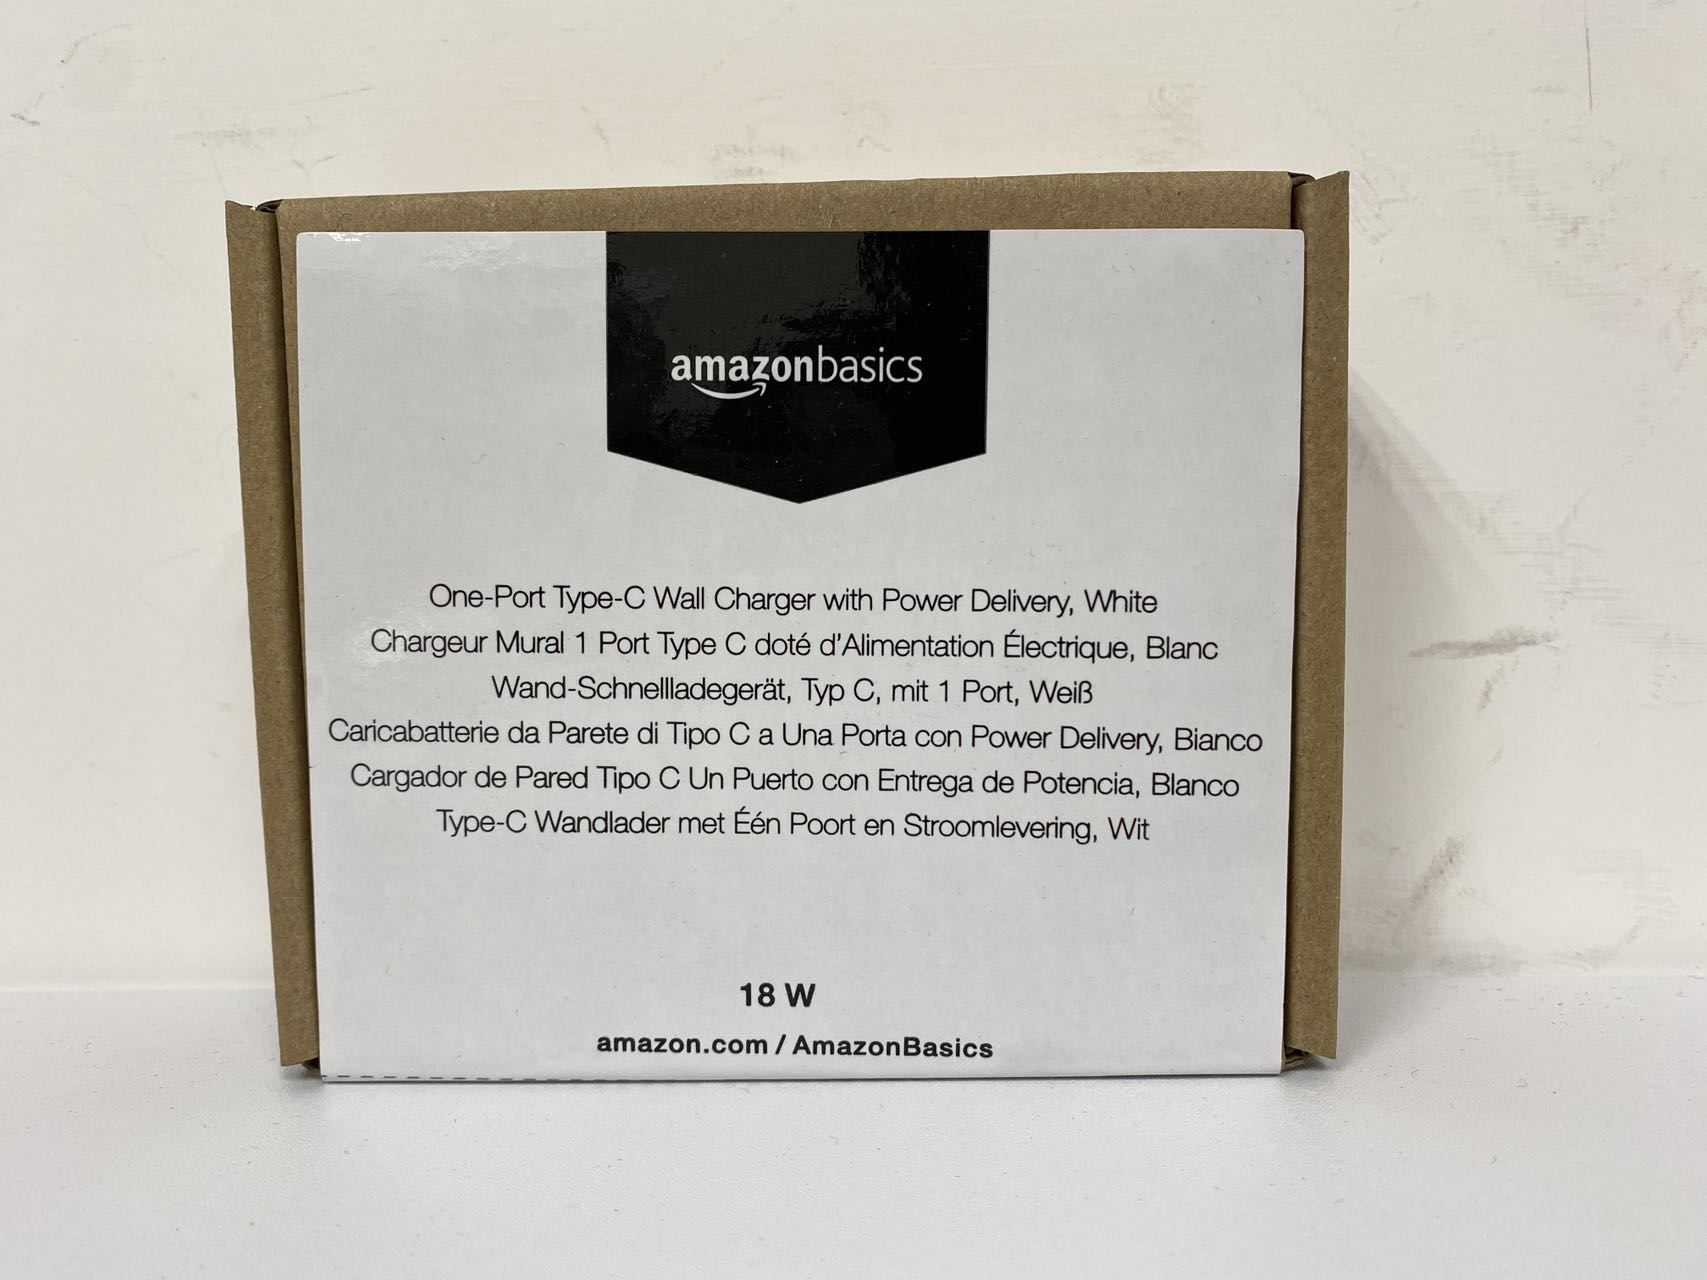 amazonbasics
One-Port Type-C Wall Charger with Power Delivery, White
Chargeur Mural 1 Port Type C doté d'Alimentation Électrique, Blanc
Wand-Schnellladegerät, Typ C, mit 1 Port, Weiß
Caricabatterie da Parete di Tipo C a Una Porta con Power Delivery, Bianco
Cargador de Pared Tipo C Un Puerto con Entrega de Potencia, Blanco
Type-C Wandlader met Één Poort en Stroomlevering, Wit
18 W
amazon.com / AmazonBasics